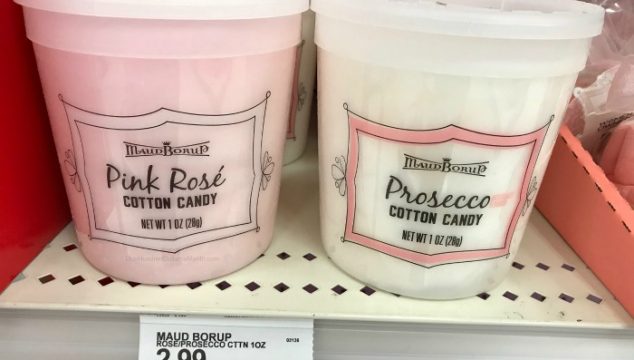 MAUD BORUP
Pink Rosé
COTTON CANDY
NET WT 1 OZ (28g)
MAUD BORUP
Prosecco
COTTON CANDY
NET WT 1 OZ (28g)
MAUD BORUP
ROSE/PROSECCO CTTN 1OZ
2.99